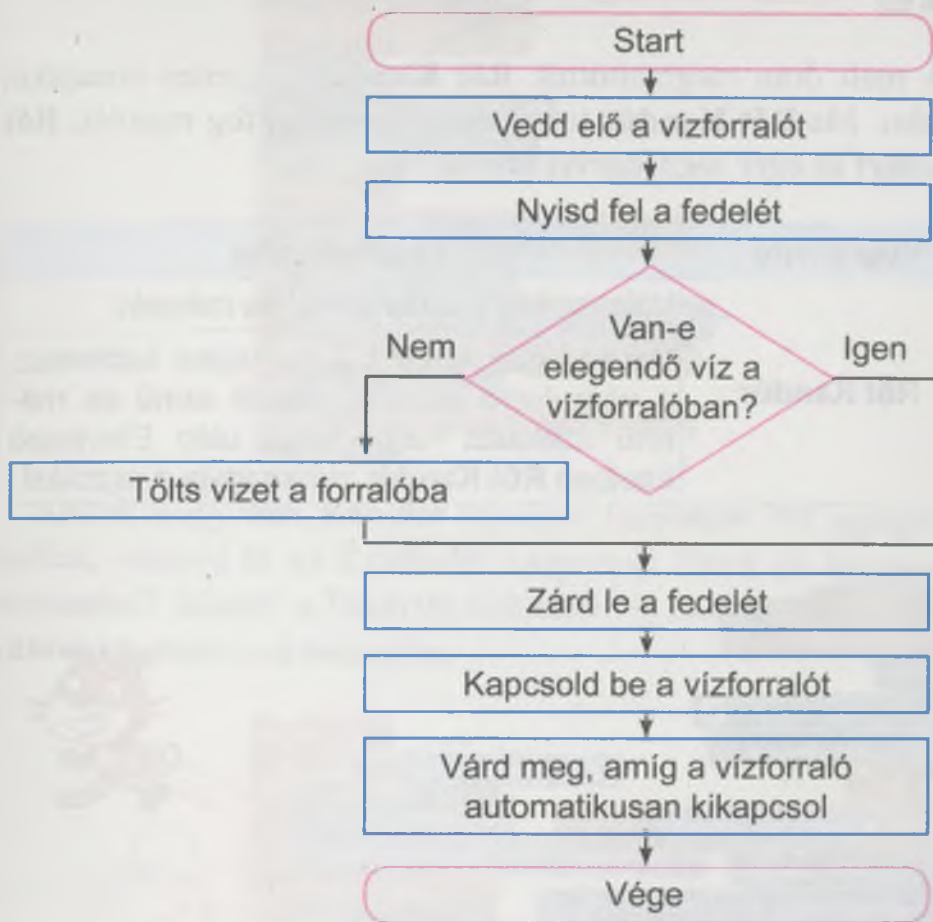 Start
Vedd elő a vízforralót
Nyisd fel a fedelét
Van-e
elegendő víz a
vízforralóban?
Nem
Igen
Tölts vizet a forralóba
Zárd le a fedelét
Kapcsold be a vízforralót
Várd meg, amíg a vízforraló
automatikusan kikapcsol
Vége